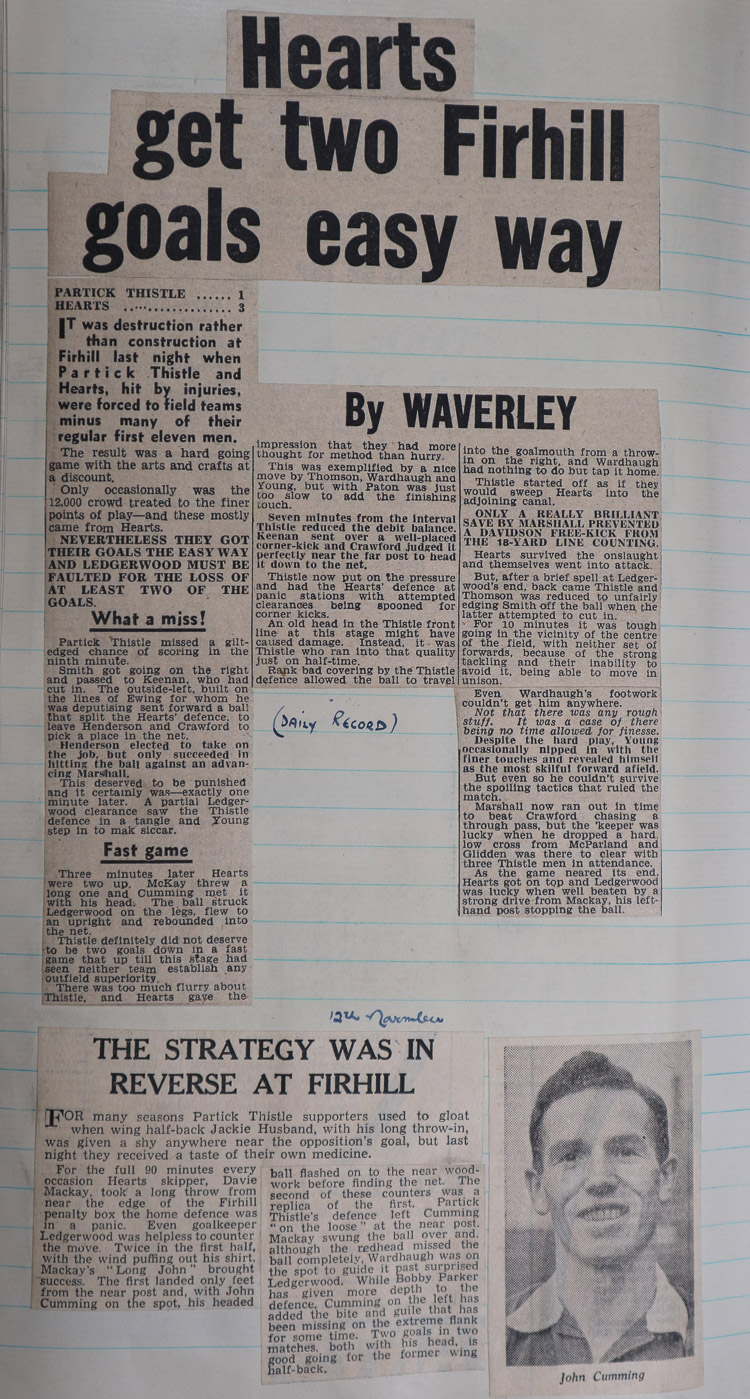 Hearts
get two Firhill
goals easy way
PARTICK THISTLE ...... 1
HEARTS .................. 3
IT was destruction rather
than construction at
Firhill last night when
Partick Thistle and
Hearts, hit by injuries,
were forced to field teams
minus many of their
regular first eleven men.
The result was a hard going
game with the arts and crafts at
a discount.
Only occasionally was the
12,000 crowd treated to the finer
points of play—and these mostly
came from Hearts.
NEVERTHELESS THEY GOT
THEIR GOALS THE EASY WAY
AND LEDGERWOOD MUST BE
FAULTED FOR THE LOSS OF
AT LEAST TWO OF THE
GOALS.
What a miss!
Partick Thistle missed a gilt-
edged chance of scoring in the
ninth minute.
Smith got going on the right
and passed to Keenan, who had
cut in. The outside-left, built on
the lines of Ewing for whom he
was deputising sent forward a ball
that split the Hearts' defence, to
leave Henderson and Crawford to
pick a place in the net.
Henderson elected to take on
the job, but only succeeded in
hitting the ball against an advan-
cing Marshall.
This deserved to be punished
and it certainly was—exactly one
minute later. A partial Ledger-
wood clearance saw the Thistle
defence in a tangle and Young
step in to mak siccar.
Fast game
Three minutes later Hearts
were two up. McKay threw a
long one and Cumming met it
with his head. The ball struck
Ledgerwood on the legs, flew to
an upright and rebounded into
the net.
Thistle definitely did not deserve
to be two goals down in a fast
game that up till this stage had
seen neither team establish any
outfield superiority.
There was too much flurry about
Thistle, and Hearts gave the
By WAVERLEY
impression that they had more
thought for method than hurry.
This was exemplified by a nice
move by Thomson, Wardhaugh and
Young, but with Paton was just
too slow to add the finishing
touch.
Seven minutes from the interval
Thistle reduced the debit balance.
Keenan sent over a well-placed
corner-kick and Crawford judged it
perfectly near the far post to head
it down to the net.
Thistle now put on the pressure
and had the Hearts' defence at
panic stations with attempted
clearances being spooned for
corner kicks.
An old head in the Thistle front
line at this stage might have
caused damage. Instead, it was
Thistle who ran into that quality
just on half-time.
Rank bad covering by the Thistle
defence allowed the ball to travel
into the goalmouth from a throw-
in on the right, and Wardhaugh
had nothing to do but tap it home.
Thistle started off as if they
would sweep Hearts into the
adjoining canal.
ONLY A REALLY BRILLIANT
SAVE BY MARSHALL PREVENTED
A DAVIDSON FREE-KICK FROM
THE 18-YARD LINE COUNTING.
Hearts survived the onslaught
and themselves went into attack.
But, after a brief spell at Ledger-
wood's end, back came Thistle and
Thomson was reduced to unfairly
edging Smith off the ball when the
latter attempted to cut in.
For 10 minutes it was tough
going in the vicinity of the centre
of the field, with neither set of
forwards, because of the strong
tackling and their inability to
avoid it, being able to move in
unison.
Even Wardhaugh's footwork
couldn't get him anywhere.
Not that there was any rough
stuff. It was a case of there
being no time allowed for finesse.
Despite the hard play, Young
occasionally nipped in with the
finer touches and revealed himself
as the most skilful forward afield.
But even so he couldn't survive
the spoiling tactics that ruled the
match.
Marshall now ran out in time
to beat Crawford chasing a
through pass, but the 'keeper was
lucky when he dropped a hard,
low cross from McParland and
Glidden was there to clear with
three Thistle men in attendance.
As the game neared its end,
Hearts got on top and Ledgerwood
was lucky when well beaten by a
strong drive from Mackay, his left-
hand post stopping the ball.
(DAILY RECORD)
12th November
THE STRATEGY WAS IN
REVERSE AT FIRHILL
FOR many seasons Partick Thistle supporters used to gloat
when wing half-back Jackie Husband, with his long throw-in,
was given a shy anywhere near the opposition's goal, but last
night they received a taste of their own medicine.
For the full 90 minutes every
occasion Hearts skipper, Davie
Mackay, took a long throw from
near the edge of the Firhill
penalty box the home defence was
in a panic. Even goalkeeper
Ledgerwood was helpless to counter
the move. Twice in the first half,
with the wind puffing out his shirt,
Mackay's "Long John" brought
success. The first landed only feet
from the near post and, with John
Cumming on the spot, his headed
ball flashed on to the near wood-
work before finding the net. The
second of these counters was a
replica of the first. Partick
Thistle's defence left Cumming
"on the loose" at the near post.
Mackay swung the ball over and,
although the redhead missed the
ball completely, Wardhaugh was on
the spot to guide it past surprised
Ledgerwood. While Bobby Parker
has given more depth to the
defence, Cumming on the left has
added the bite and guile that has
been missing on the extreme flank
for some time. Two goals in two
matches, both with his head, is
good going for the former wing
half-back.
John Cumming